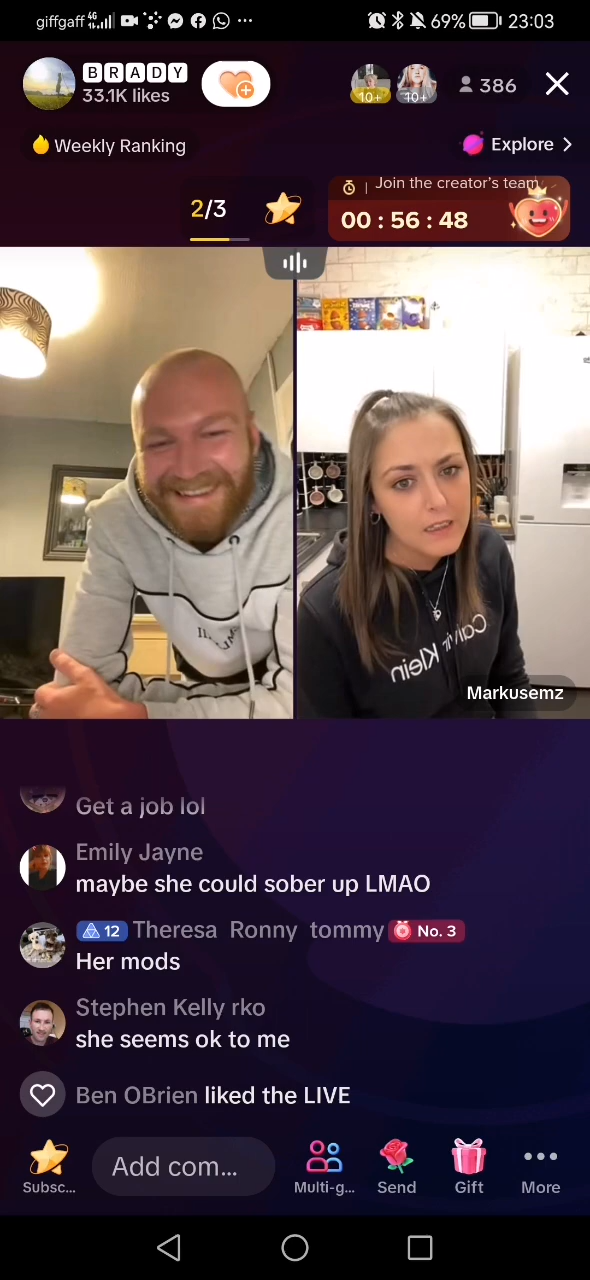 giffgaff 4G 69% 23:03
BRADY
33.1K likes
10+ 10+
386
Weekly Ranking
Explore
2/3
Join the creator's team
00 : 56 : 48
Calvin Klein
Markusemz
Get a job lol
Emily Jayne
maybe she could sober up LMAO
12 Theresa Ronny tommy No. 3
Her mods
Stephen Kelly rko
she seems ok to me
Ben OBrien liked the LIVE
Add com...
Subsc...
Multi-g...
Send
Gift
More